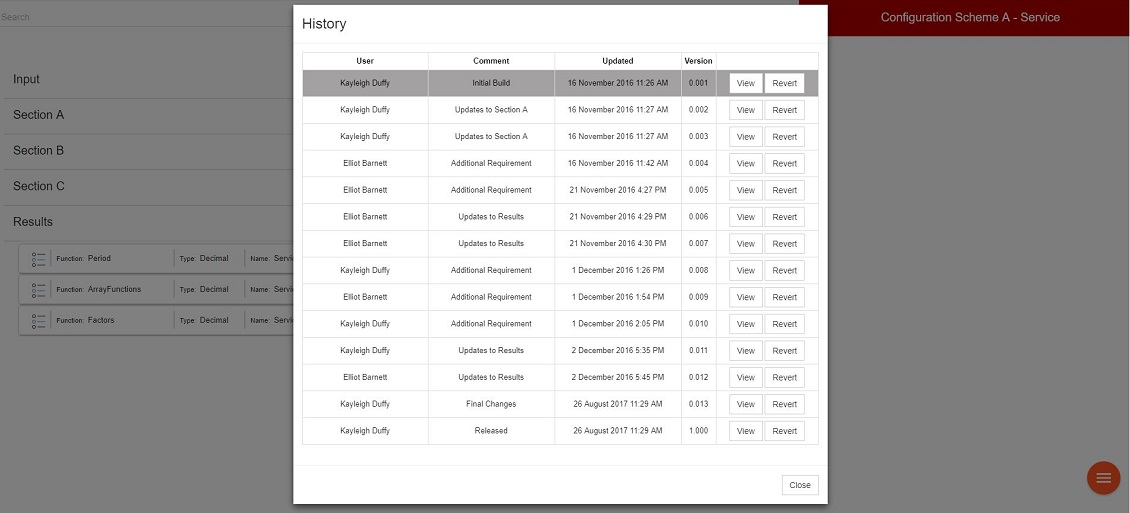 Search
Configuration Scheme A - Service
Input
Section A
Section B
Section C
Results
Function: Period Type: Decimal Name:
Function: ArrayFunctions Type: Decimal Name:
Function: Factors Type: Decimal Name:
History
User Comment Updated Version
Kayleigh Duffy Initial Build 16 November 2016 11:26 AM 0.001 View Revert
Kayleigh Duffy Updates to Section A 16 November 2016 11:27 AM 0.002 View Revert
Kayleigh Duffy Updates to Section A 16 November 2016 11:27 AM 0.003 View Revert
Elliot Barnett Additional Requirement 16 November 2016 11:42 AM 0.004 View Revert
Elliot Barnett Additional Requirement 21 November 2016 4:27 PM 0.005 View Revert
Elliot Barnett Updates to Results 21 November 2016 4:29 PM 0.006 View Revert
Elliot Barnett Updates to Results 21 November 2016 4:30 PM 0.007 View Revert
Kayleigh Duffy Additional Requirement 1 December 2016 1:26 PM 0.008 View Revert
Elliot Barnett Additional Requirement 1 December 2016 1:54 PM 0.009 View Revert
Kayleigh Duffy Additional Requirement 1 December 2016 2:05 PM 0.010 View Revert
Kayleigh Duffy Updates to Results 2 December 2016 5:35 PM 0.011 View Revert
Elliot Barnett Updates to Results 2 December 2016 5:45 PM 0.012 View Revert
Kayleigh Duffy Final Changes 26 August 2017 11:29 AM 0.013 View Revert
Kayleigh Duffy Released 26 August 2017 11:29 AM 1.000 View Revert
Close